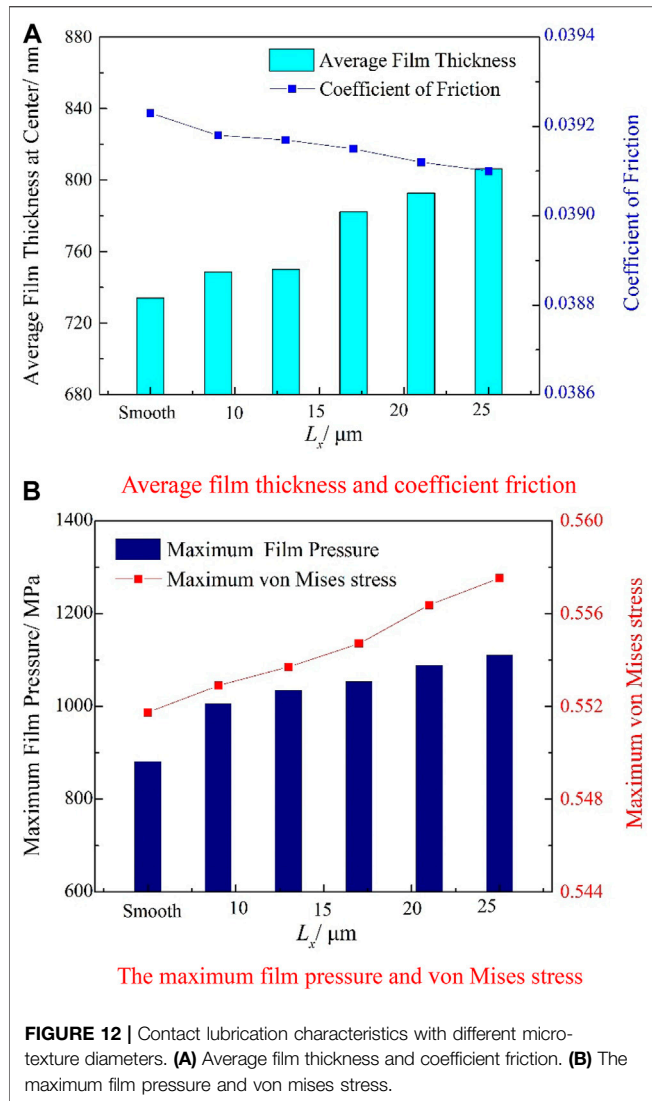 A
880
840
800
760
720
680
Average Film Thickness at Center/ nm
Average Film Thickness
Coefficient of Friction
0.0394
0.0392
0.0390
0.0388
0.0386
Coefficient of Friction
Smooth 10 15 20 25
Lx/ μm
Average film thickness and coefficient friction
B
1400
1200
1000
800
600
Maximum Film Pressure/ MPa
Maximum Film Pressure
Maximum von Mises stress
0.560
0.556
0.552
0.548
0.544
Maximum von Mises stress
Smooth 10 15 20 25
Lx/ μm
The maximum film pressure and von Mises stress
FIGURE 12 | Contact lubrication characteristics with different micro-
texture diameters. (A) Average film thickness and coefficient friction. (B) The
maximum film pressure and von mises stress.